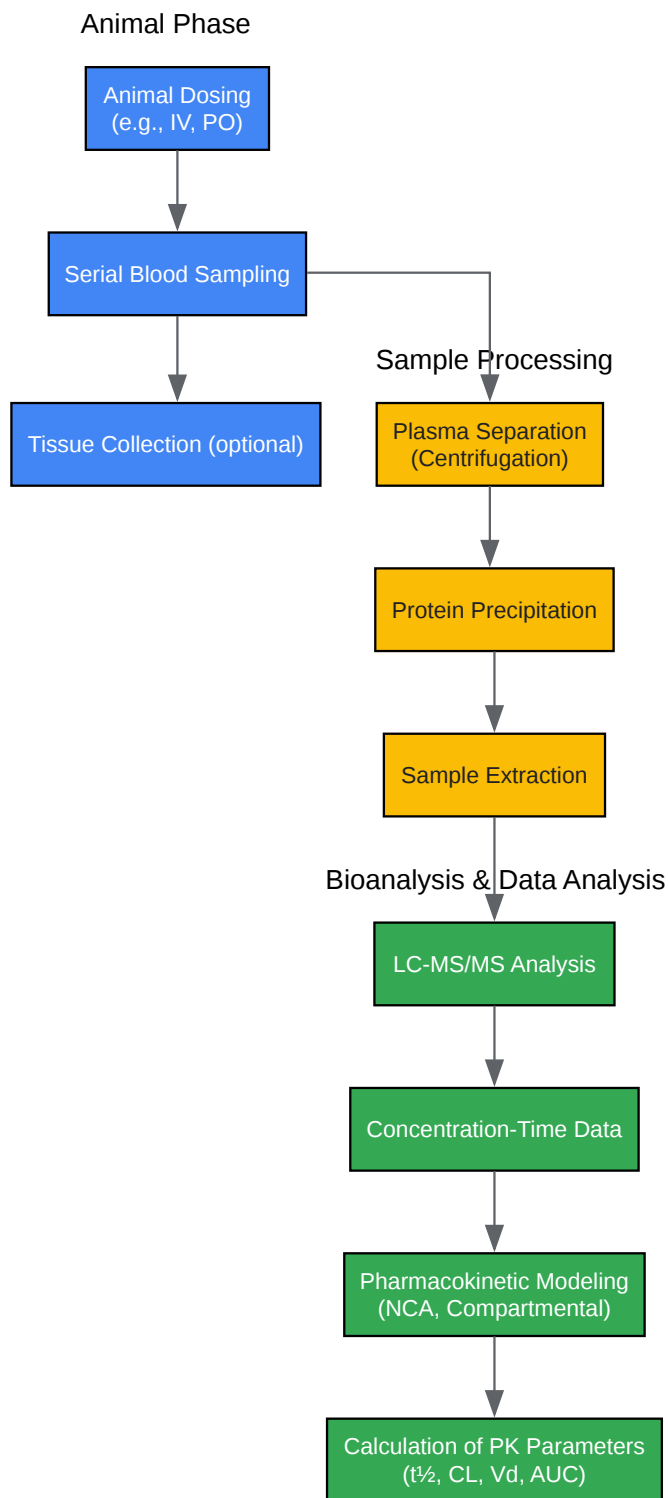 Animal Phase
Animal Dosing
(e.g., IV, PO)
Serial Blood Sampling
Tissue Collection (optional)
Sample Processing
Plasma Separation
(Centrifugation)
Protein Precipitation
Sample Extraction
Bioanalysis & Data Analysis
LC-MS/MS Analysis
Concentration-Time Data
Pharmacokinetic Modeling
(NCA, Compartmental)
Calculation of PK Parameters
(t½, CL, Vd, AUC)